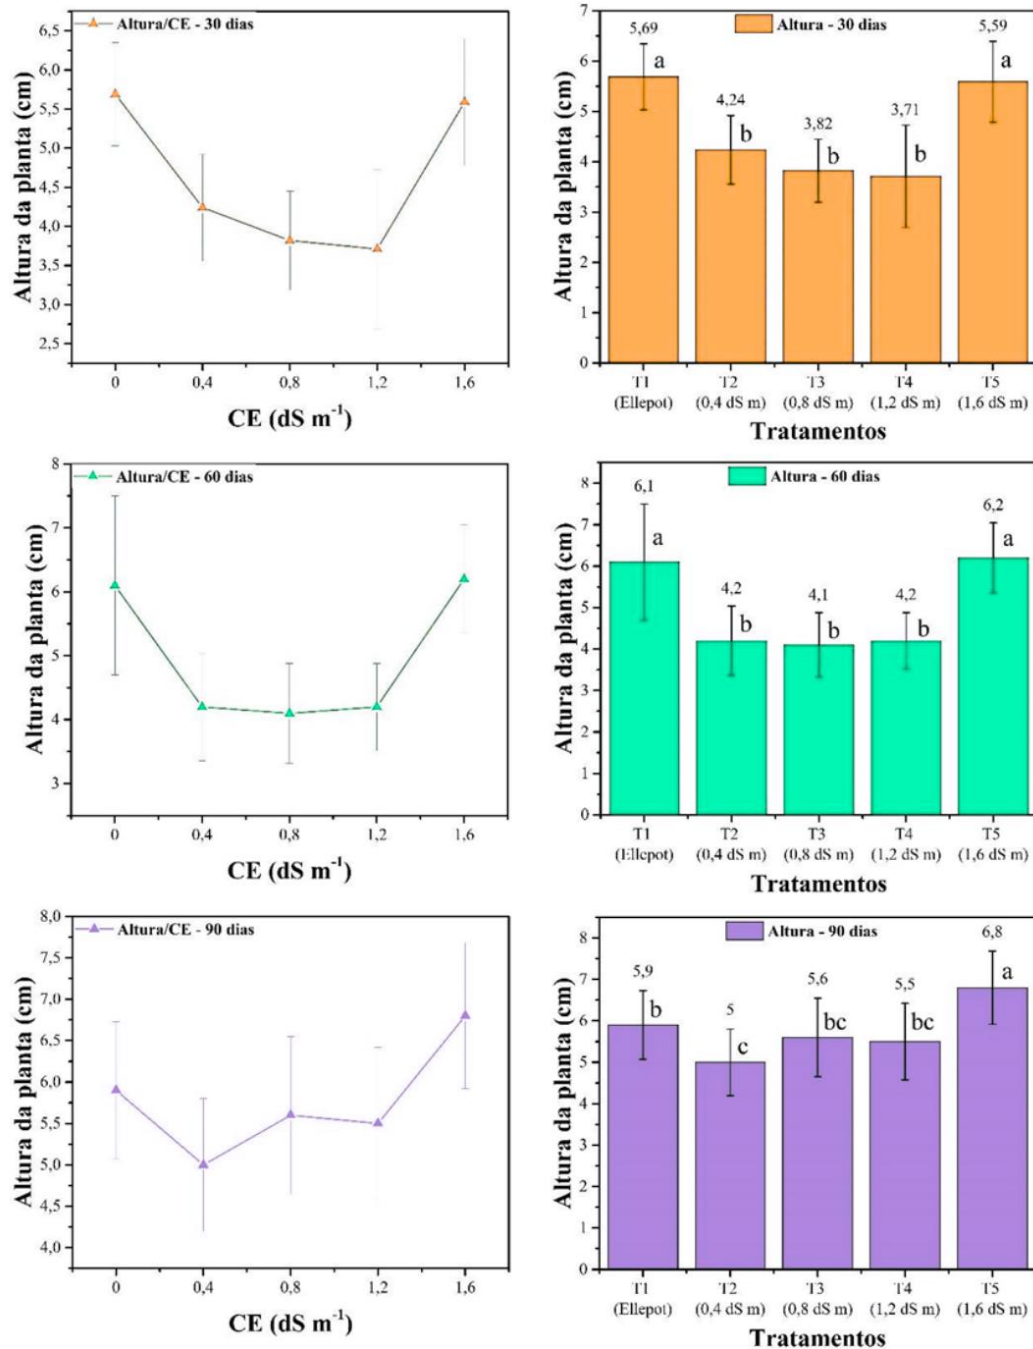 Altura/CE - 30 dias
Altura da planta (cm)
6,5
6,0
5,5
5,0
4,5
4,0
3,5
3,0
2,5
0 0,4 0,8 1,2 1,6
CE (dS m-1)
Altura - 30 dias
Altura da planta (cm)
7
6
5
4
3
2
1
0
5,69 4,24 3,82 3,71 5,59
a b b b a
T1 T2 T3 T4 T5
(Ellepot) (0,4 dS m) (0,8 dS m) (1,2 dS m) (1,6 dS m)
Tratamentos
Altura/CE - 60 dias
Altura da planta (cm)
8
7
6
5
4
3
0 0,4 0,8 1,2 1,6
CE (dS m-1)
Altura - 60 dias
Altura da planta (cm)
8
7
6
5
4
3
2
1
0
6,1 4,2 4,1 4,2 6,2
a b b b a
T1 T2 T3 T4 T5
(Ellepot) (0,4 dS m) (0,8 dS m) (1,2 dS m) (1,6 dS m)
Tratamentos
Altura/CE - 90 dias
Altura da planta (cm)
8,0
7,5
7,0
6,5
6,0
5,5
5,0
4,5
4,0
0 0,4 0,8 1,2 1,6
CE (dS m-1)
Altura - 90 dias
Altura da planta (cm)
8
7
6
5
4
3
2
1
0
5,9 5 5,6 5,5 6,8
b c bc bc a
T1 T2 T3 T4 T5
(Ellepot) (0,4 dS m) (0,8 dS m) (1,2 dS m) (1,6 dS m)
Tratamentos